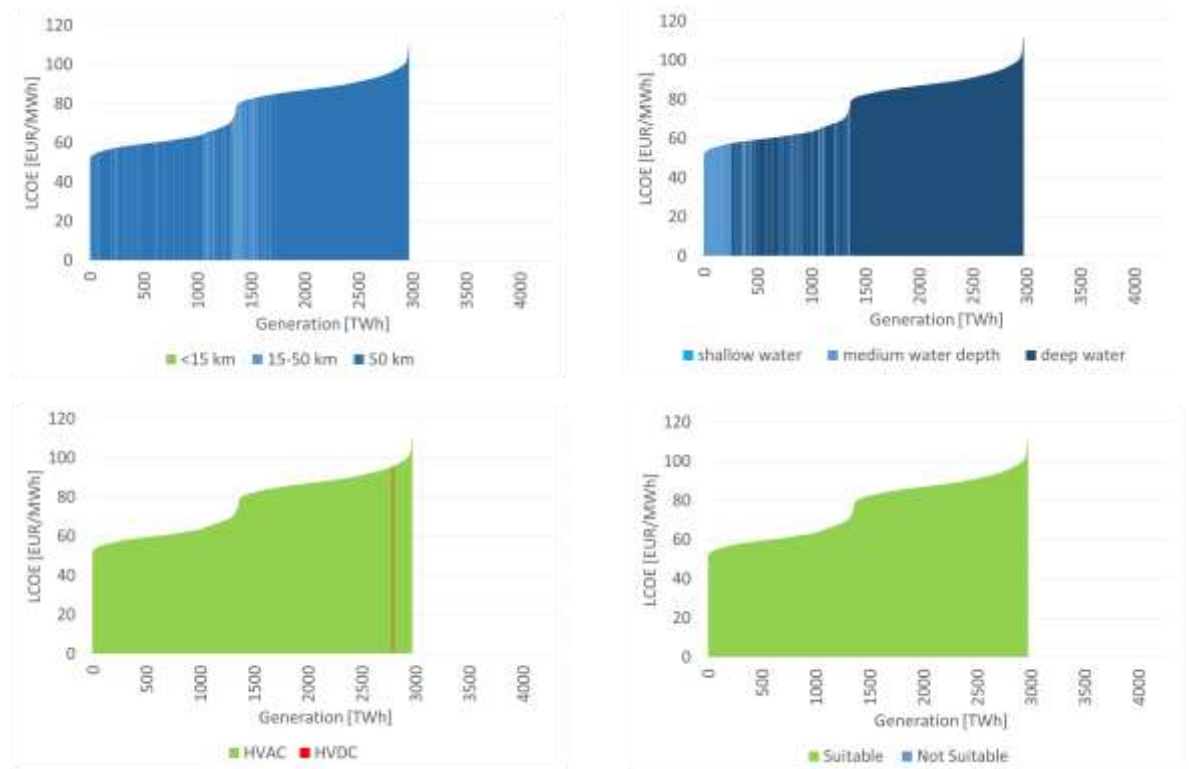 120
100
80
60
40
20
0
LCOE [EUR/MWh]
0 500 1000 1500 2000 2500 3000 3500 4000
Generation [TWh]
<15 km 15-50 km 50 km
120
100
80
60
40
20
0
LCOE [EUR/MWh]
0 500 1000 1500 2000 2500 3000 3500 4000
Generation [TWh]
shallow water medium water depth deep water
120
100
80
60
40
20
0
LCOE [EUR/MWh]
0 500 1000 1500 2000 2500 3000 3500 4000
Generation [TWh]
HVAC HVDC
120
100
80
60
40
20
0
LCOE [EUR/MWh]
0 500 1000 1500 2000 2500 3000 3500 4000
Generation [TWh]
Suitable Not Suitable